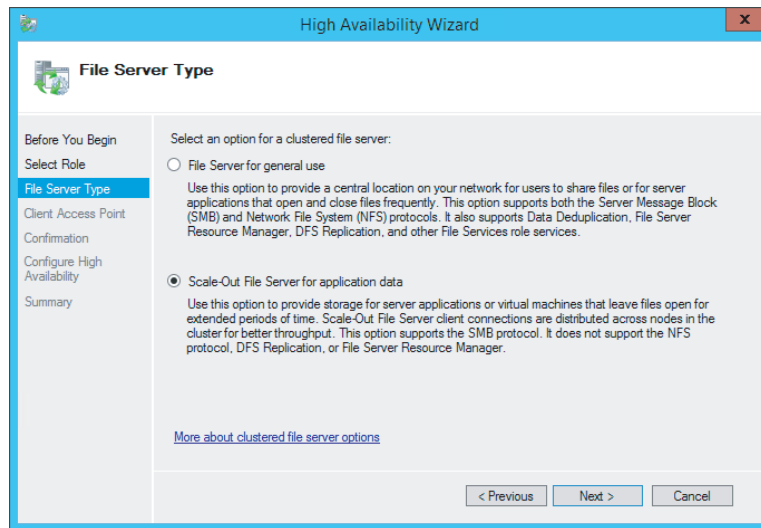 High Availability Wizard
x
File Server Type
Before You Begin
Select Role
File Server Type
Client Access Point
Confirmation
Configure High
Availability
Summary
Select an option for a clustered file server:
File Server for general use
Use this option to provide a central location on your network for users to share files or for server
applications that open and close files frequently. This option supports both the Server Message Block
(SMB) and Network File System (NFS) protocols. It also supports Data Deduplication, File Server
Resource Manager, DFS Replication, and other File Services role services.
Scale-Out File Server for application data
Use this option to provide storage for server applications or virtual machines that leave files open for
extended periods of time. Scale-Out File Server client connections are distributed across nodes in the
cluster for better throughput. This option supports the SMB protocol. It does not support the NFS
protocol, DFS Replication, or File Server Resource Manager.
More about clustered file server options
< Previous
Next >
Cancel